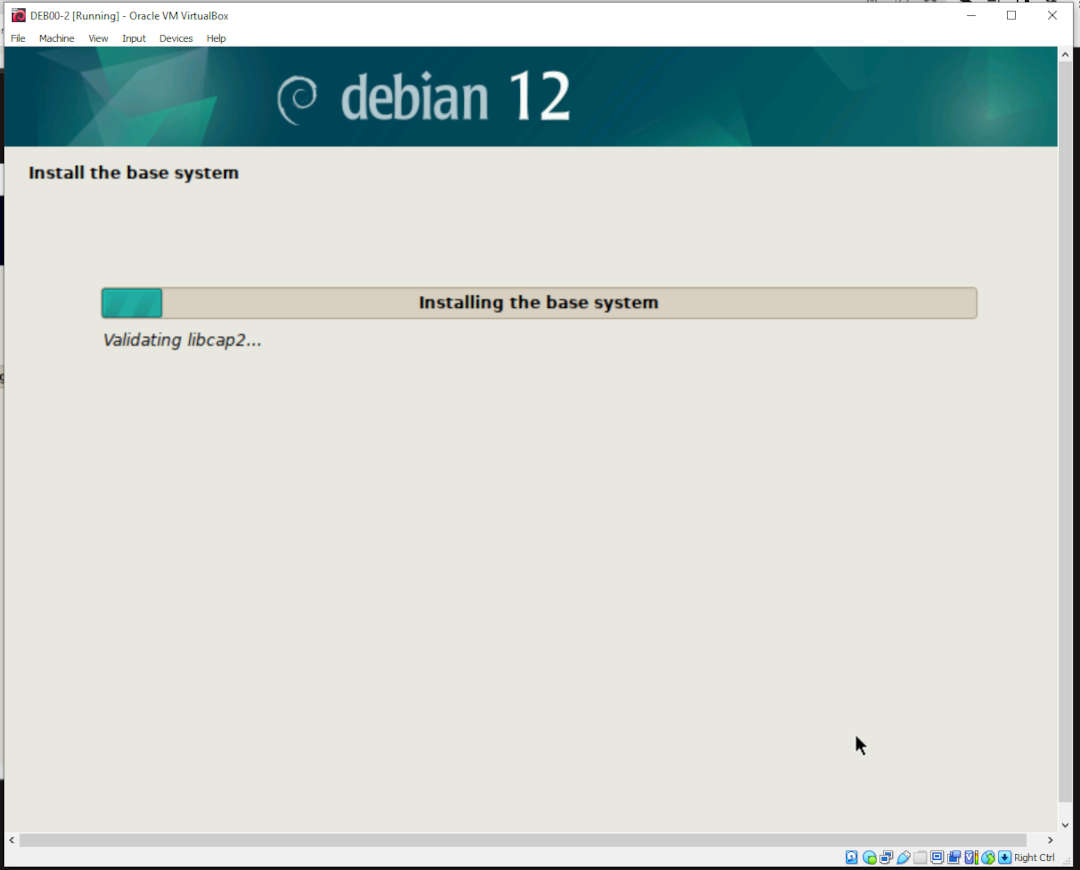 DEB00-2 [Running] - Oracle VM VirtualBox
File Machine View Input Devices Help
debian 12
Install the base system
Installing the base system
Validating libcap2...
Right Ctrl